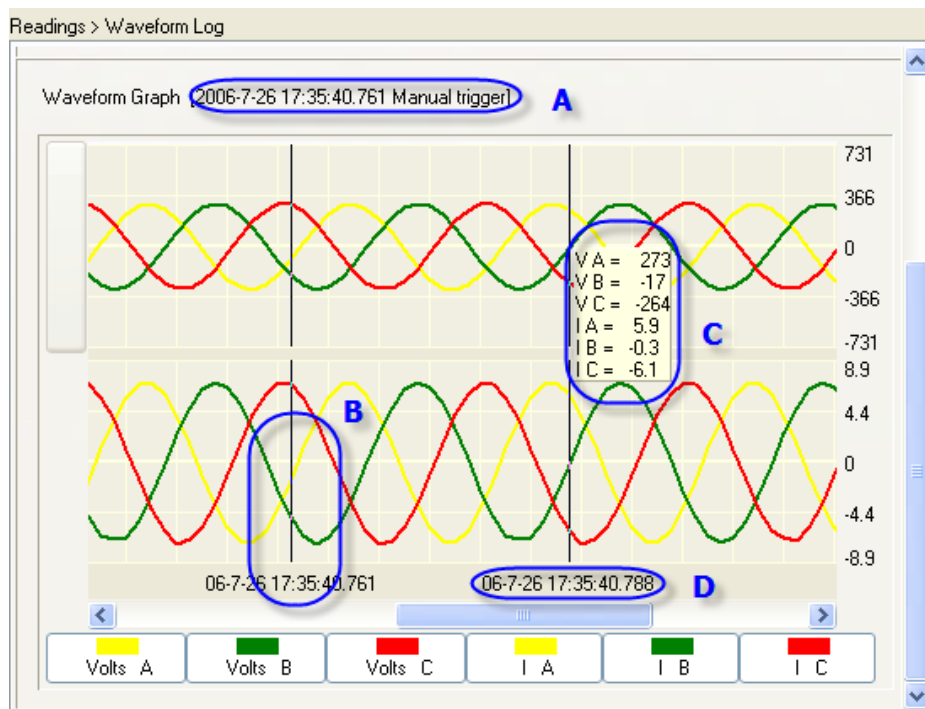 Readings > Waveform Log
Waveform Graph [2006-7-26 17:35:40.761 Manual trigger]
A
731
366
0
-366
-731
V A = 273
V B = -17
V C = -264
I A = 5.9
I B = -0.3
I C = -6.1
C
8.9
4.4
0
-4.4
-8.9
B
06-7-26 17:35:40.761
06-7-26 17:35:40.788
D
Volts A
Volts B
Volts C
I A
I B
I C